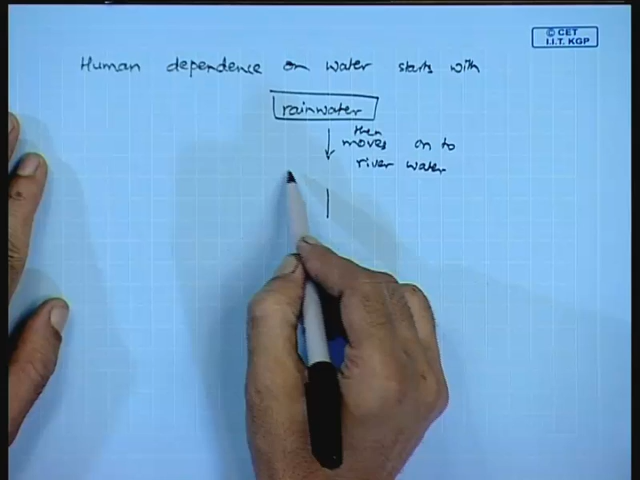 © CET
I.I.T. KGP
Human dependence on water starts with
rainwater
then
moves on to
river water